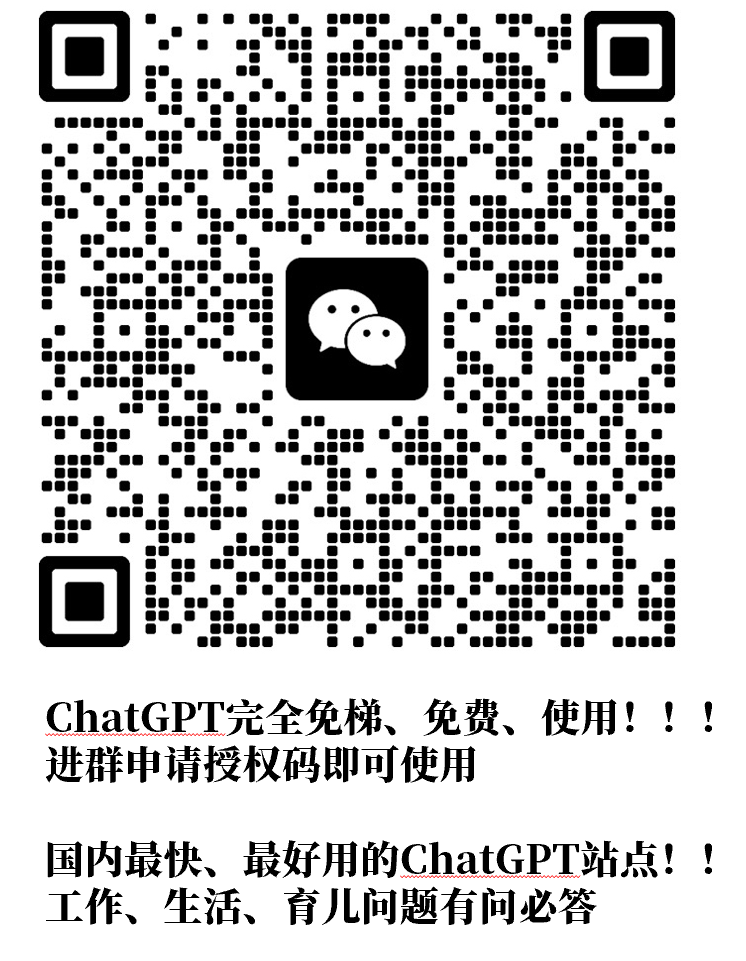 ChatGPT完全免梯、免费、使用！！！
进群申请授权码即可使用
国内最快、最好用的ChatGPT站点！！
工作、生活、育儿问题有问必答